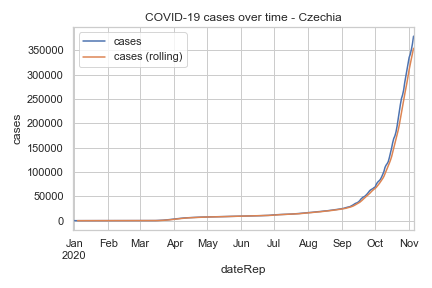 COVID-19 cases over time - Czechia
cases
cases (rolling)
350000
300000
250000
200000
150000
100000
50000
0
cases
Jan Feb Mar Apr May Jun Jul Aug Sep Oct Nov
2020
dateRep